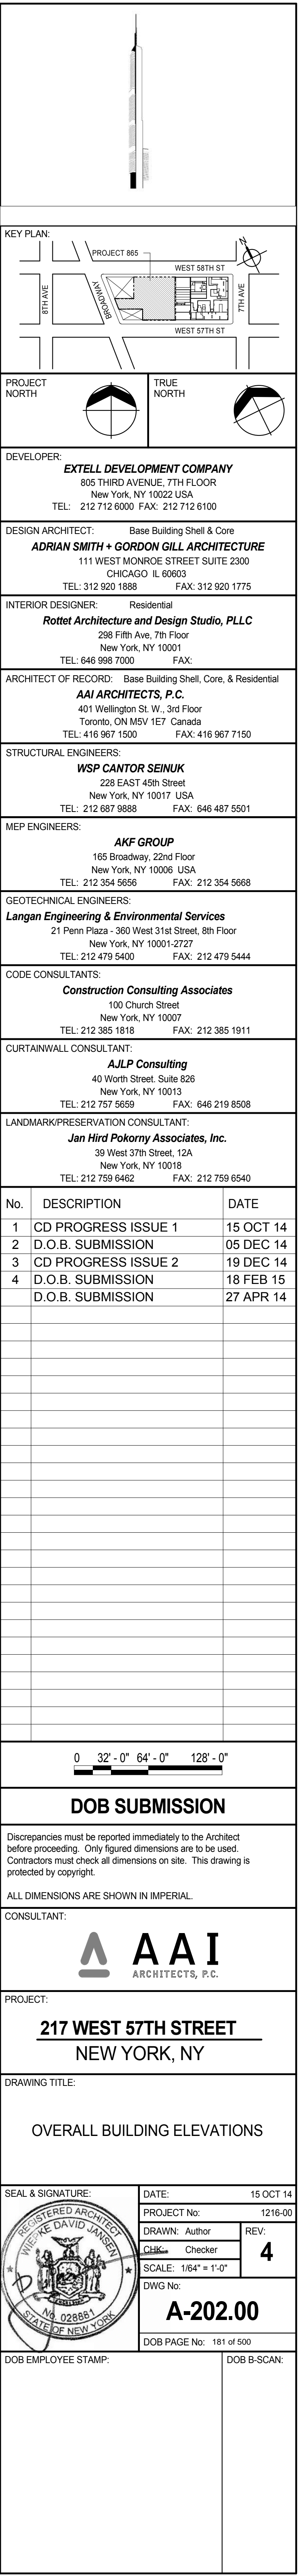 KEY PLAN:
PROJECT 865
WEST 58TH ST
8TH AVE
BROADWAY
7TH AVE
WEST 57TH ST
N
PROJECT
NORTH
TRUE
NORTH
DEVELOPER:
EXTELL DEVELOPMENT COMPANY
805 THIRD AVENUE, 7TH FLOOR
New York, NY 10022 USA
TEL: 212 712 6000 FAX: 212 712 6100
DESIGN ARCHITECT: Base Building Shell & Core
ADRIAN SMITH + GORDON GILL ARCHITECTURE
111 WEST MONROE STREET SUITE 2300
CHICAGO IL 60603
TEL: 312 920 1888 FAX: 312 920 1775
INTERIOR DESIGNER: Residential
Rottet Architecture and Design Studio, PLLC
298 Fifth Ave, 7th Floor
New York, NY 10001
TEL: 646 998 7000 FAX:
ARCHITECT OF RECORD: Base Building Shell, Core, & Residential
AAI ARCHITECTS, P.C.
401 Wellington St. W., 3rd Floor
Toronto, ON M5V 1E7 Canada
TEL: 416 967 1500 FAX: 416 967 7150
STRUCTURAL ENGINEERS:
WSP CANTOR SEINUK
228 EAST 45th Street
New York, NY 10017 USA
TEL: 212 687 9888 FAX: 646 487 5501
MEP ENGINEERS:
AKF GROUP
165 Broadway, 22nd Floor
New York, NY 10006 USA
TEL: 212 354 5656 FAX: 212 354 5668
GEOTECHNICAL ENGINEERS:
Langan Engineering & Environmental Services
21 Penn Plaza - 360 West 31st Street, 8th Floor
New York, NY 10001-2727
TEL: 212 479 5400 FAX: 212 479 5444
CODE CONSULTANTS:
Construction Consulting Associates
100 Church Street
New York, NY 10007
TEL: 212 385 1818 FAX: 212 385 1911
CURTAINWALL CONSULTANT:
AJLP Consulting
40 Worth Street. Suite 826
New York, NY 10013
TEL: 212 757 5659 FAX: 646 219 8508
LANDMARK/PRESERVATION CONSULTANT:
Jan Hird Pokorny Associates, Inc.
39 West 37th Street, 12A
New York, NY 10018
TEL: 212 759 6462 FAX: 212 759 6540
No. DESCRIPTION DATE
1 CD PROGRESS ISSUE 1 15 OCT 14
2 D.O.B. SUBMISSION 05 DEC 14
3 CD PROGRESS ISSUE 2 19 DEC 14
4 D.O.B. SUBMISSION 18 FEB 15
D.O.B. SUBMISSION 27 APR 14
0 32' - 0" 64' - 0" 128' - 0"
DOB SUBMISSION
Discrepancies must be reported immediately to the Architect
before proceeding. Only figured dimensions are to be used.
Contractors must check all dimensions on site. This drawing is
protected by copyright.
ALL DIMENSIONS ARE SHOWN IN IMPERIAL.
CONSULTANT:
AAI
ARCHITECTS, P.C.
PROJECT:
217 WEST 57TH STREET
NEW YORK, NY
DRAWING TITLE:
OVERALL BUILDING ELEVATIONS
SEAL & SIGNATURE:
REGISTERED ARCHITECT
WIEPKE DAVID JANSEN
No. 028881
STATE OF NEW YORK
DATE: 15 OCT 14
PROJECT No: 1216-00
DRAWN: Author
CHK: Checker
SCALE: 1/64" = 1'-0"
REV:
4
DWG No:
A-202.00
DOB PAGE No: 181 of 500
DOB EMPLOYEE STAMP:
DOB B-SCAN: